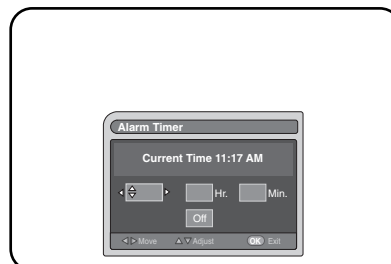 Alarm Timer
Current Time 11:17 AM
Hr. Min.
Off
Move Adjust OK Exit